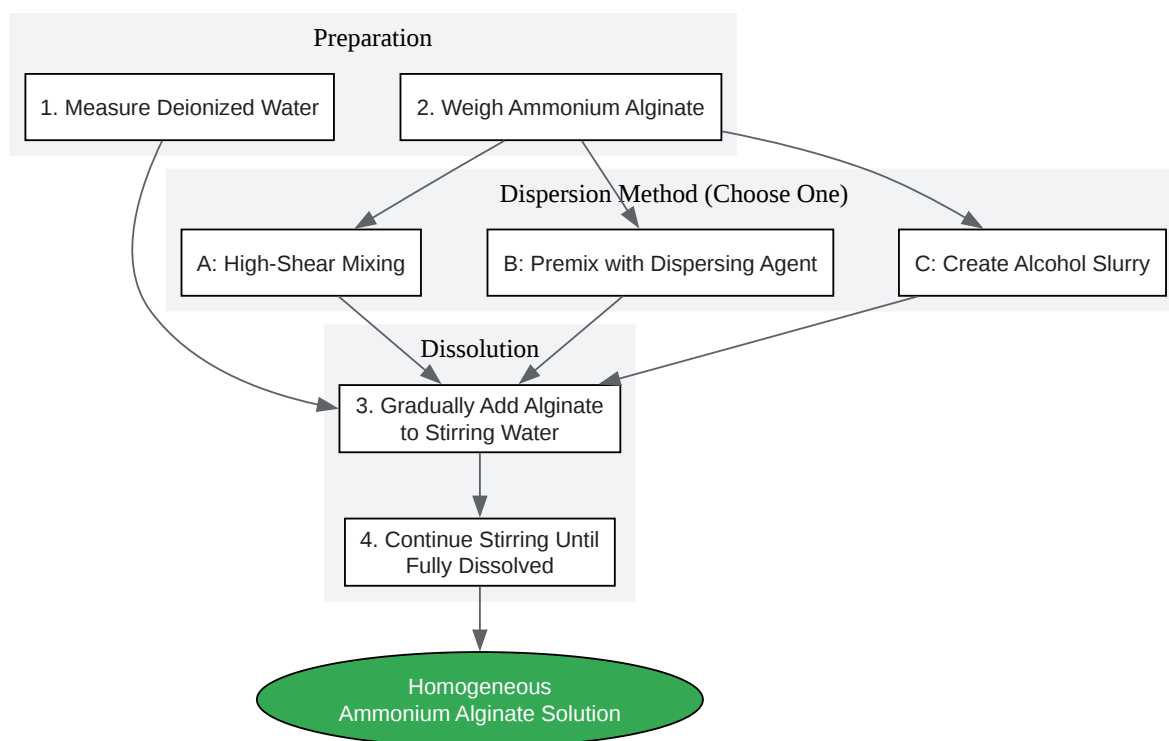 Preparation
1. Measure Deionized Water
2. Weigh Ammonium Alginate
Dispersion Method (Choose One)
A: High-Shear Mixing
B: Premix with Dispersing Agent
C: Create Alcohol Slurry
Dissolution
3. Gradually Add Alginate
to Stirring Water
4. Continue Stirring Until
Fully Dissolved
Homogeneous
Ammonium Alginate Solution